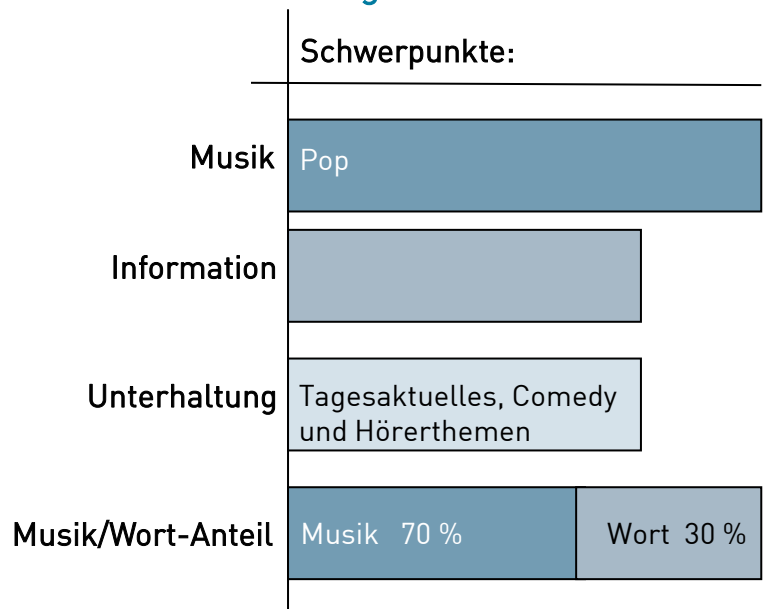 Schwerpunkte:
Musik Pop
Information
Unterhaltung Tagesaktuelles, Comedy
und Hörerthemen
Musik/Wort-Anteil Musik 70 % Wort 30 %